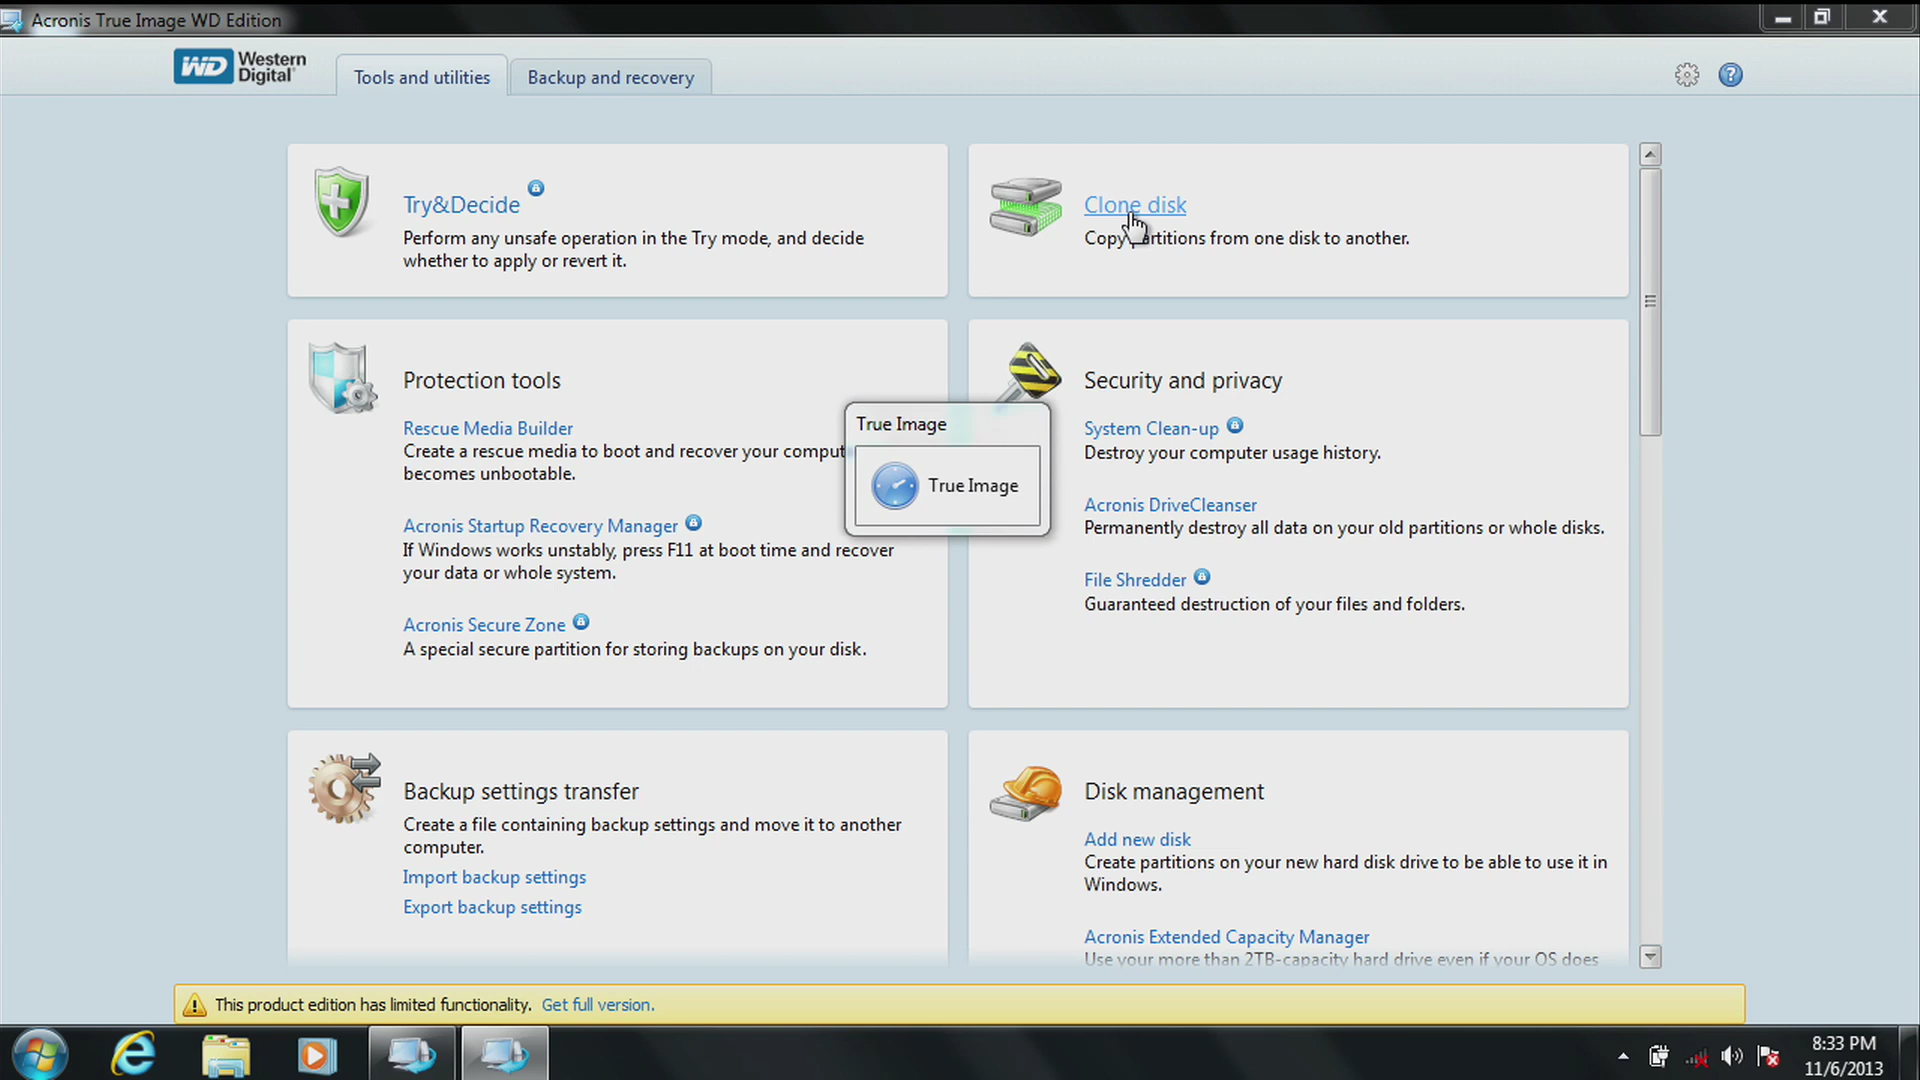 Acronis True Image WD Edition
WD Western Digital
Tools and utilities
Backup and recovery
Try&Decide
Perform any unsafe operation in the Try mode, and decide
whether to apply or revert it.
Clone disk
Copy partitions from one disk to another.
Protection tools
Rescue Media Builder
Create a rescue media to boot and recover your comput
becomes unbootable.
Acronis Startup Recovery Manager
If Windows works unstably, press F11 at boot time and recover
your data or whole system.
Acronis Secure Zone
A special secure partition for storing backups on your disk.
True Image
True Image
Security and privacy
System Clean-up
Destroy your computer usage history.
Acronis DriveCleanser
Permanently destroy all data on your old partitions or whole disks.
File Shredder
Guaranteed destruction of your files and folders.
Backup settings transfer
Create a file containing backup settings and move it to another
computer.
Import backup settings
Export backup settings
Disk management
Add new disk
Create partitions on your new hard disk drive to be able to use it in
Windows.
Acronis Extended Capacity Manager
Use your more than 2TB-capacity hard drive even if your OS does
This product edition has limited functionality. Get full version.
8:33 PM
11/6/2013